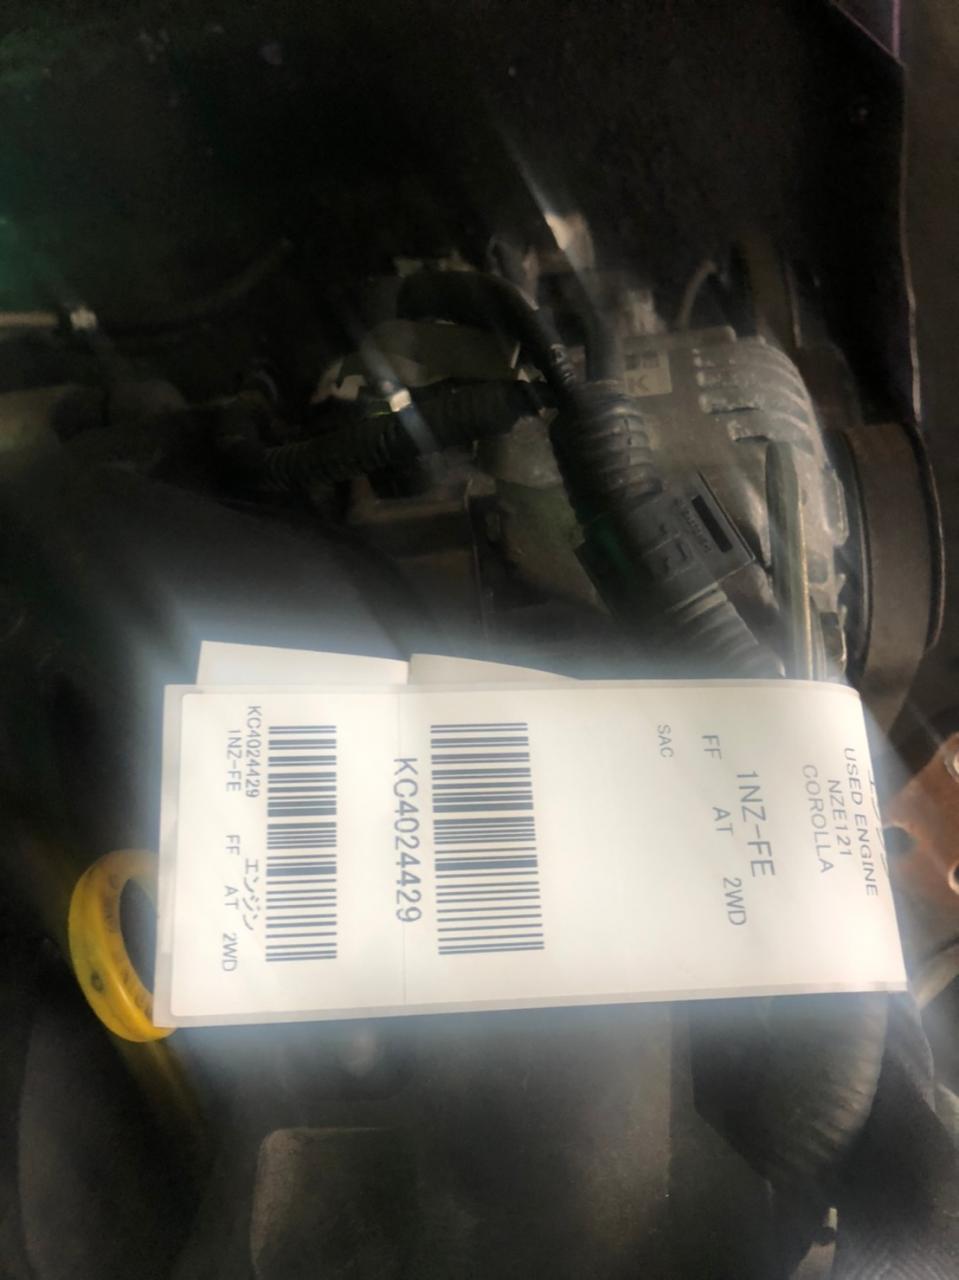 USED ENGINE
NZE121
COROLLA
1NZ-FE
FF AT 2WD
SAC
KC4024429
KC4024429 エンジン
1NZ-FE FF AT 2WD